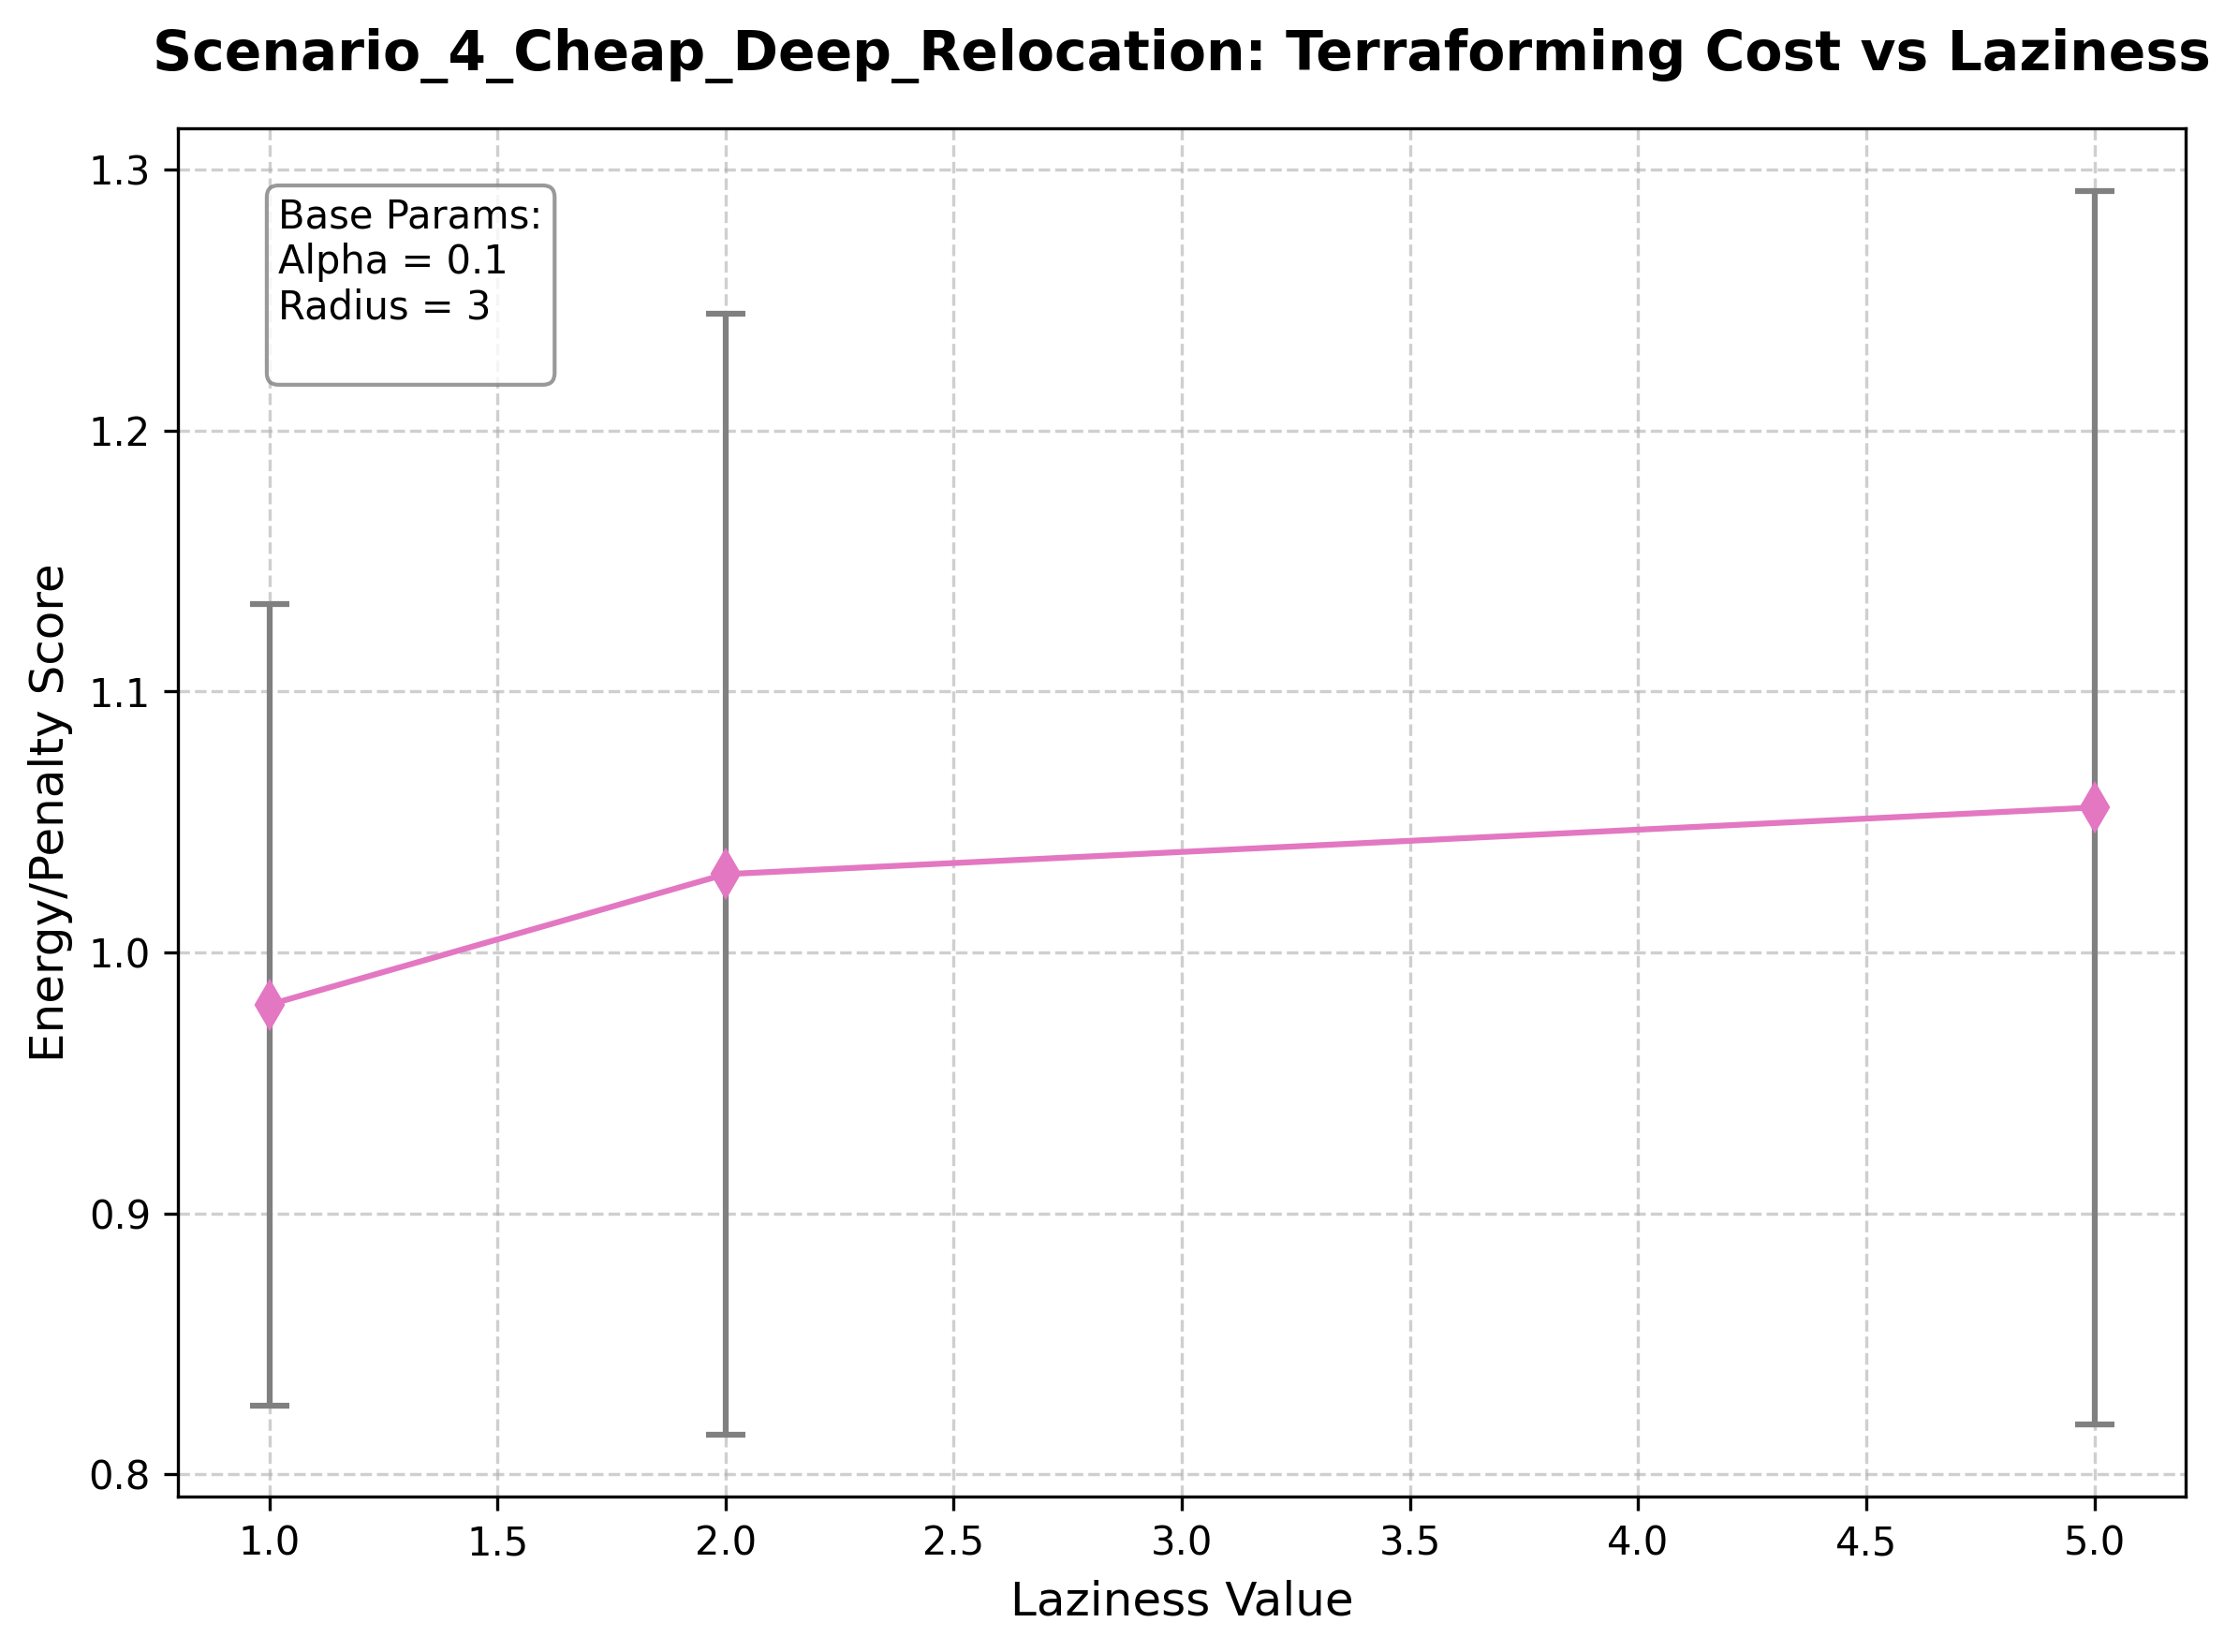 Scenario_4_Cheap_Deep_Relocation: Terraforming Cost vs Laziness
Base Params:
Alpha = 0.1
Radius = 3
Energy/Penalty Score
1.3
1.2
1.1
1.0
0.9
0.8
1.0 1.5 2.0 2.5 3.0 3.5 4.0 4.5 5.0
Laziness Value